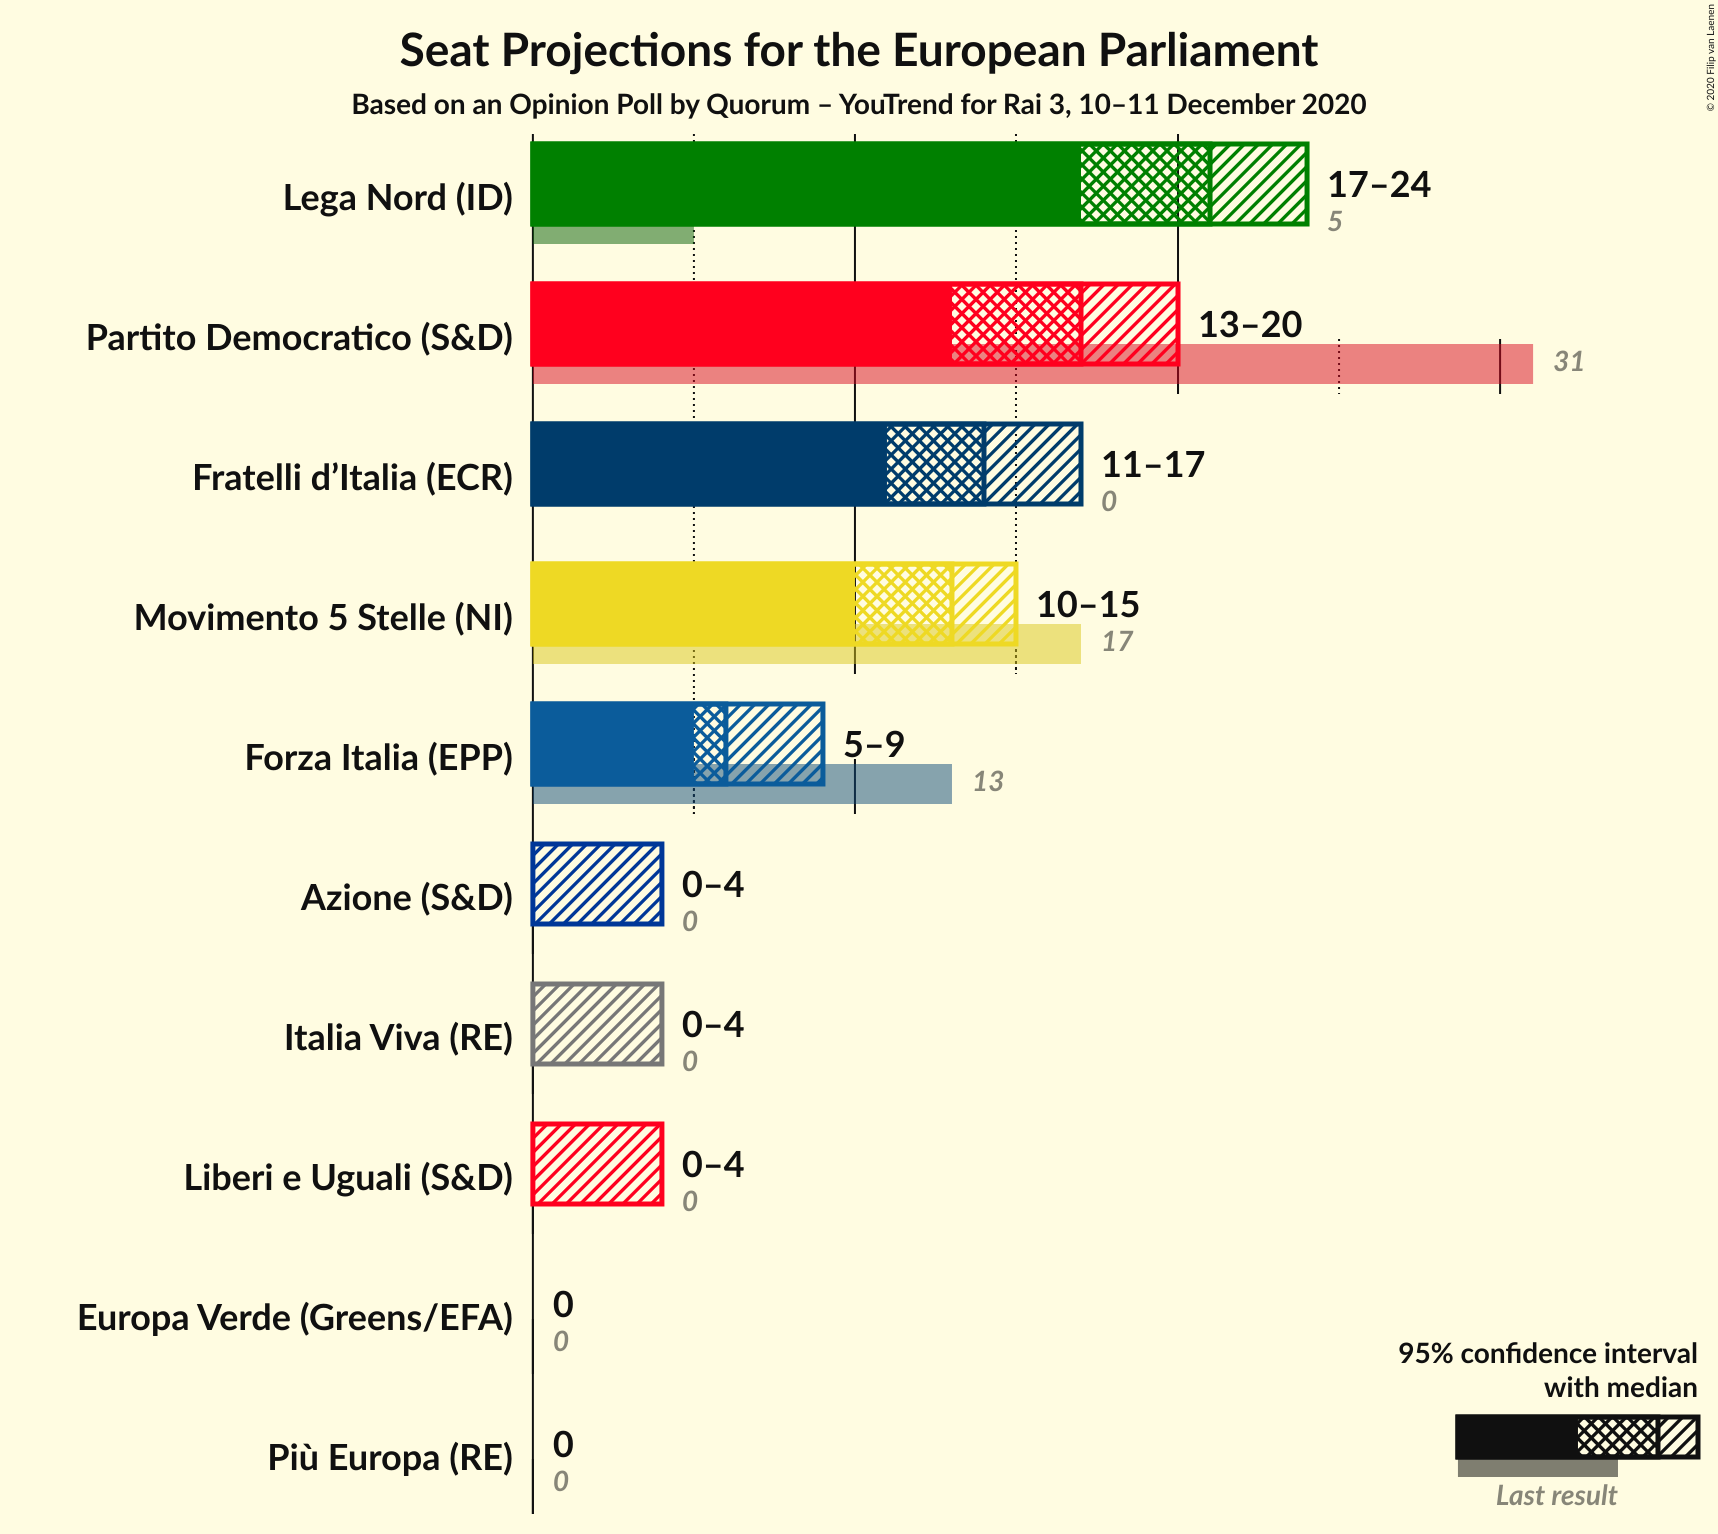 Seat Projections for the European Parliament
Based on an Opinion Poll by Quorum – YouTrend for Rai 3, 10–11 December 2020
© 2020 Filip van Laenen
Lega Nord (ID)
17–24
5
Partito Democratico (S&D)
13–20
31
Fratelli d’Italia (ECR)
11–17
0
Movimento 5 Stelle (NI)
10–15
17
Forza Italia (EPP)
5–9
13
Azione (S&D)
0–4
0
Italia Viva (RE)
0–4
0
Liberi e Uguali (S&D)
0–4
0
Europa Verde (Greens/EFA)
0
0
Più Europa (RE)
0
0
95% confidence interval
with median
Last result